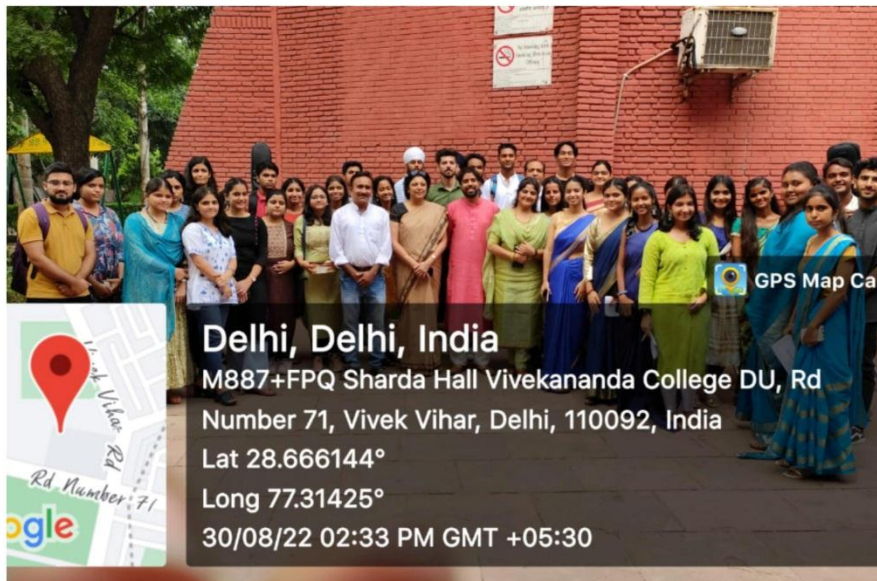 GPS Map Ca
Delhi, Delhi, India
M887+FPQ Sharda Hall Vivekananda College DU, Rd
Number 71, Vivek Vihar, Delhi, 110092, India
Lat 28.666144°
Long 77.31425°
30/08/22 02:33 PM GMT +05:30
Vivek Vihar Rd
Rd Number 71
ogle